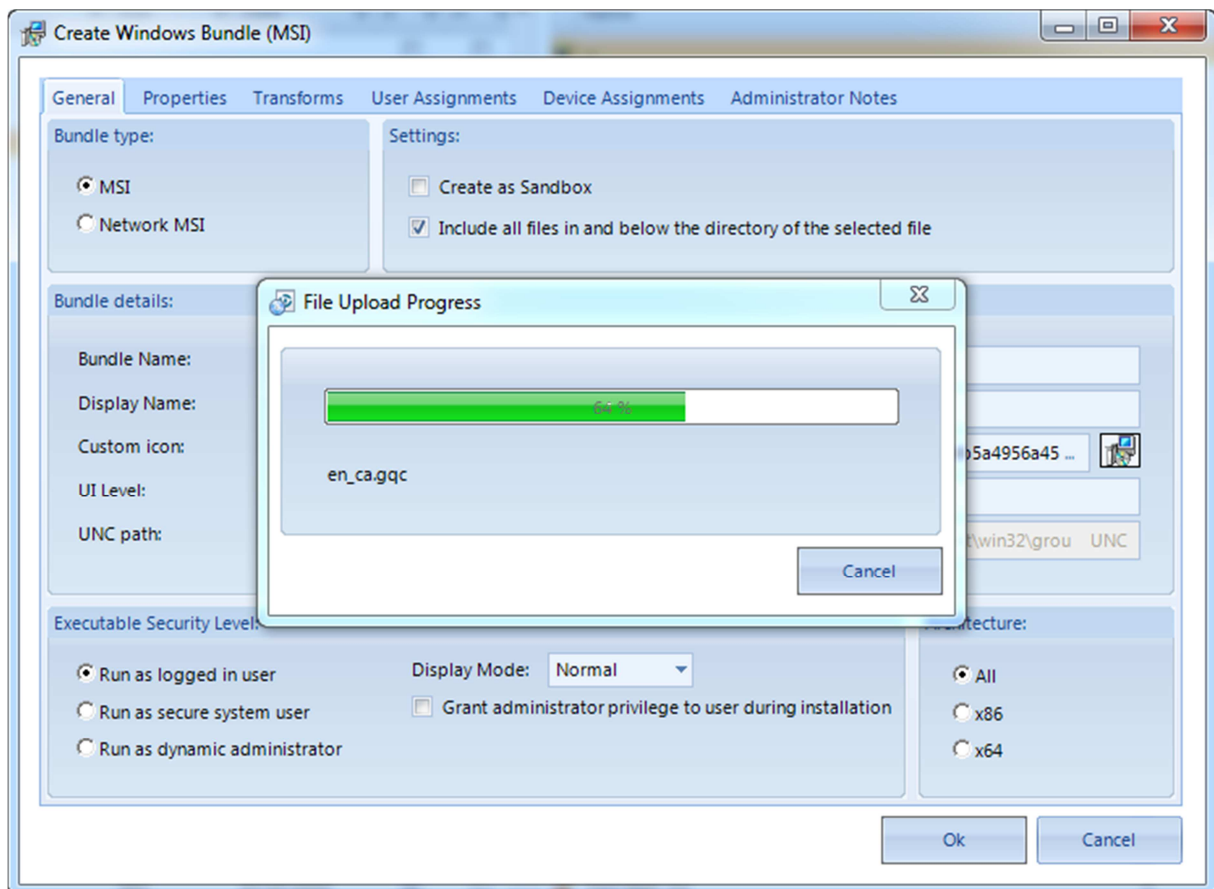 Create Windows Bundle (MSI)
General Properties Transforms User Assignments Device Assignments Administrator Notes
Bundle type:
MSI
Network MSI
Settings:
Create as Sandbox
Include all files in and below the directory of the selected file
Bundle details:
Bundle Name:
Display Name:
Custom icon:
UI Level:
UNC path:
File Upload Progress
64 %
en_ca.gqc
Cancel
5a4956a45 ...
\win32\grou UNC
Executable Security Level:
Run as logged in user
Run as secure system user
Run as dynamic administrator
Display Mode: Normal
Grant administrator privilege to user during installation
All
x86
x64
Ok Cancel